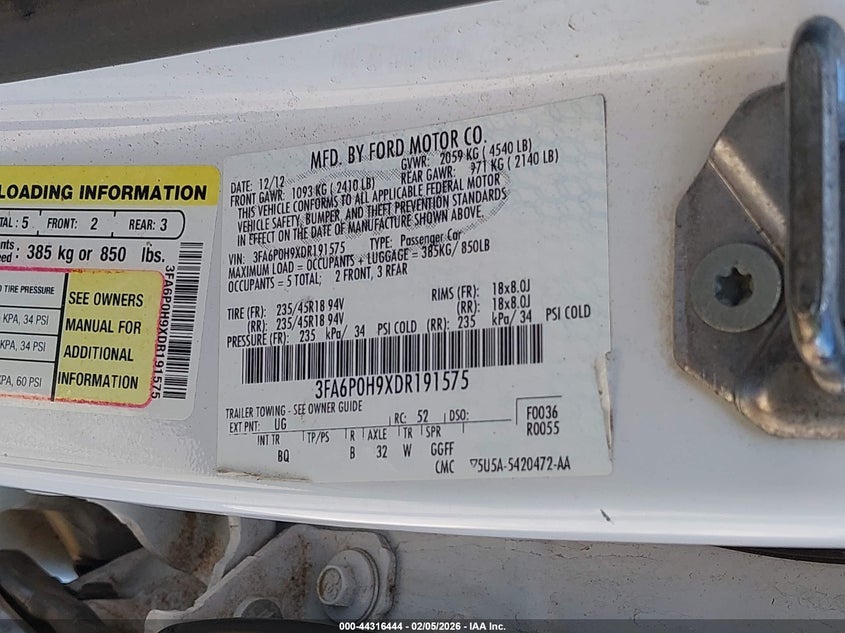 LOADING INFORMATION
TAL: 5 FRONT: 2 REAR: 3
385 kg or 850 lbs.
TIRE PRESSURE
KPA, 34 PSI
KPA, 34 PSI
KPA, 60 PSI
SEE OWNERS
MANUAL FOR
ADDITIONAL
INFORMATION
3FA6P0H9XDR191575
MFD. BY FORD MOTOR CO.
DATE: 12/12 GVWR: 2059 KG ( 4540 LB)
FRONT GAWR: 1093 KG ( 2410 LB) REAR GAWR: 971 KG ( 2140 LB)
THIS VEHICLE CONFORMS TO ALL APPLICABLE FEDERAL MOTOR
VEHICLE SAFETY, BUMPER, AND THEFT PREVENTION STANDARDS
IN EFFECT ON THE DATE OF MANUFACTURE SHOWN ABOVE.
VIN: 3FA6P0H9XDR191575 TYPE: Passenger Car
MAXIMUM LOAD = OCCUPANTS + LUGGAGE = 385KG/ 850LB
OCCUPANTS = 5 TOTAL; 2 FRONT, 3 REAR
TIRE (FR): 235/45R18 94V RIMS (FR): 18x8.0J
(RR): 235/45R18 94V (RR): 18x8.0J
PRESSURE (FR): 235 kPa/ 34 PSI COLD (RR): 235 kPa/ 34 PSI COLD
3FA6P0H9XDR191575
TRAILER TOWING - SEE OWNER GUIDE
EXT PNT: UG RC: 52 DSO: F0036
R0055
INT TR TP/PS R AXLE TR SPR
BQ B 32 W GGFF
CMC 5U5A-5420472-AA
000-44316444 - 02/05/2026 - IAA Inc.